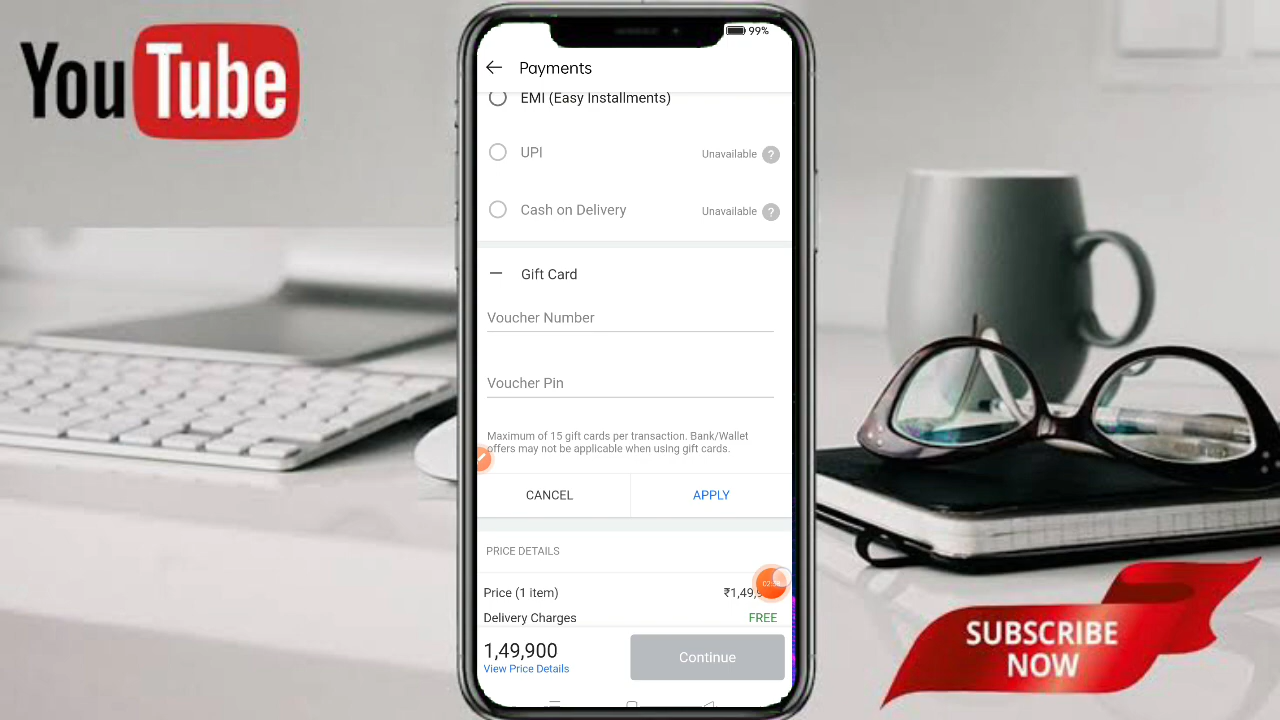 YouTube
99%
Payments
EMI (Easy Installments)
UPI
Unavailable ?
Cash on Delivery
Unavailable ?
Gift Card
Voucher Number
Voucher Pin
Maximum of 15 gift cards per transaction. Bank/Wallet
offers may not be applicable when using gift cards.
CANCEL
APPLY
PRICE DETAILS
Price (1 item)
₹1,49,
Delivery Charges
FREE
1,49,900
View Price Details
Continue
SUBSCRIBE
NOW